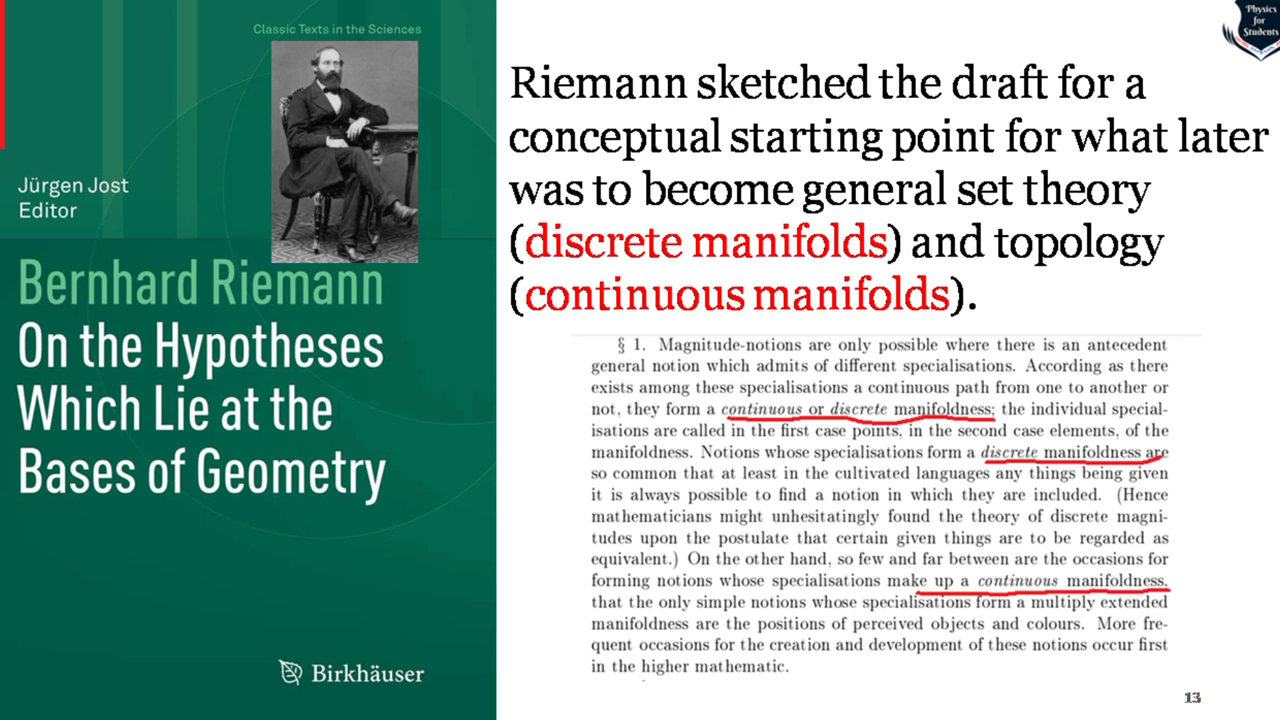 Classic Texts in the Sciences
Jürgen Jost
Editor
Bernhard Riemann
On the Hypotheses
Which Lie at the
Bases of Geometry
Birkhäuser
Physics
for
Students
Riemann sketched the draft for a
conceptual starting point for what later
was to become general set theory
(discrete manifolds) and topology
(continuous manifolds).
§ 1. Magnitude-notions are only possible where there is an antecedent
general notion which admits of different specialisations. According as there
exists among these specialisations a continuous path from one to another or
not, they form a continuous or discrete manifoldness; the individual special-
isations are called in the first case points, in the second case elements, of the
manifoldness. Notions whose specialisations form a discrete manifoldness are
so common that at least in the cultivated languages any things being given
it is always possible to find a notion in which they are included. (Hence
mathematicians might unhesitatingly found the theory of discrete magni-
tudes upon the postulate that certain given things are to be regarded as
equivalent.) On the other hand, so few and far between are the occasions for
forming notions whose specialisations make up a continuous manifoldness,
that the only simple notions whose specialisations form a multiply extended
manifoldness are the positions of perceived objects and colours. More fre-
quent occasions for the creation and development of these notions occur first
in the higher mathematic.
13